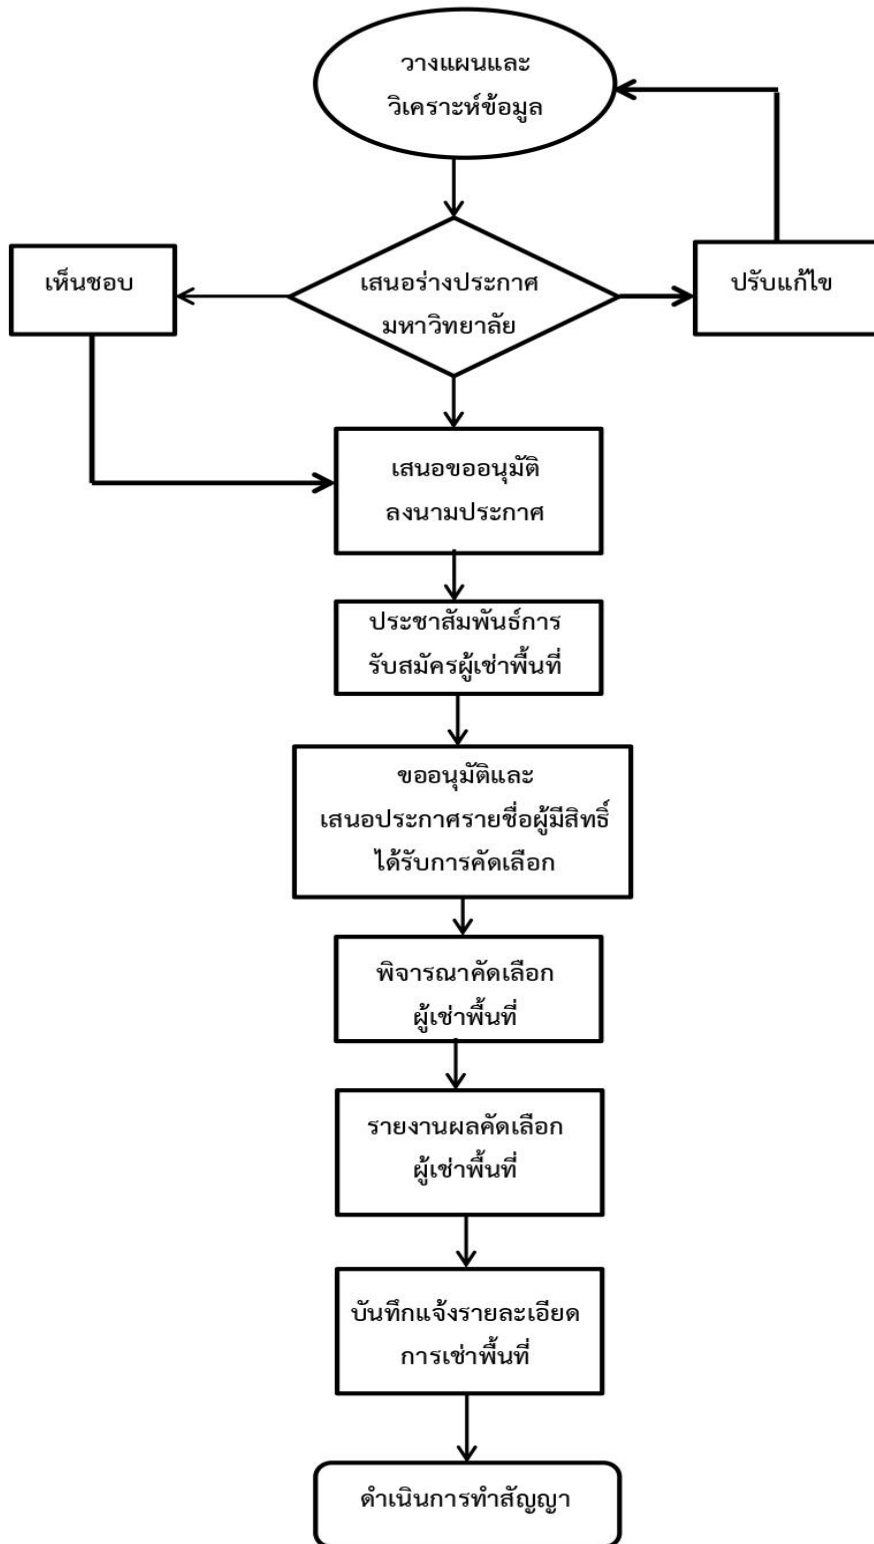 วางแผนและ
วิเคราะห์ข้อมูล
เห็นชอบ
เสนอร่างประกาศ
มหาวิทยาลัย
ปรับแก้ไข
เสนอขออนุมัติ
ลงนามประกาศ
ประชาสัมพันธ์การ
รับสมัครผู้เช่าพื้นที่
ขออนุมัติและ
เสนอประกาศรายชื่อผู้มีสิทธิ์
ได้รับการคัดเลือก
พิจารณาคัดเลือก
ผู้เช่าพื้นที่
รายงานผลคัดเลือก
ผู้เช่าพื้นที่
บันทึกแจ้งรายละเอียด
การเช่าพื้นที่
ดำเนินการทำสัญญา